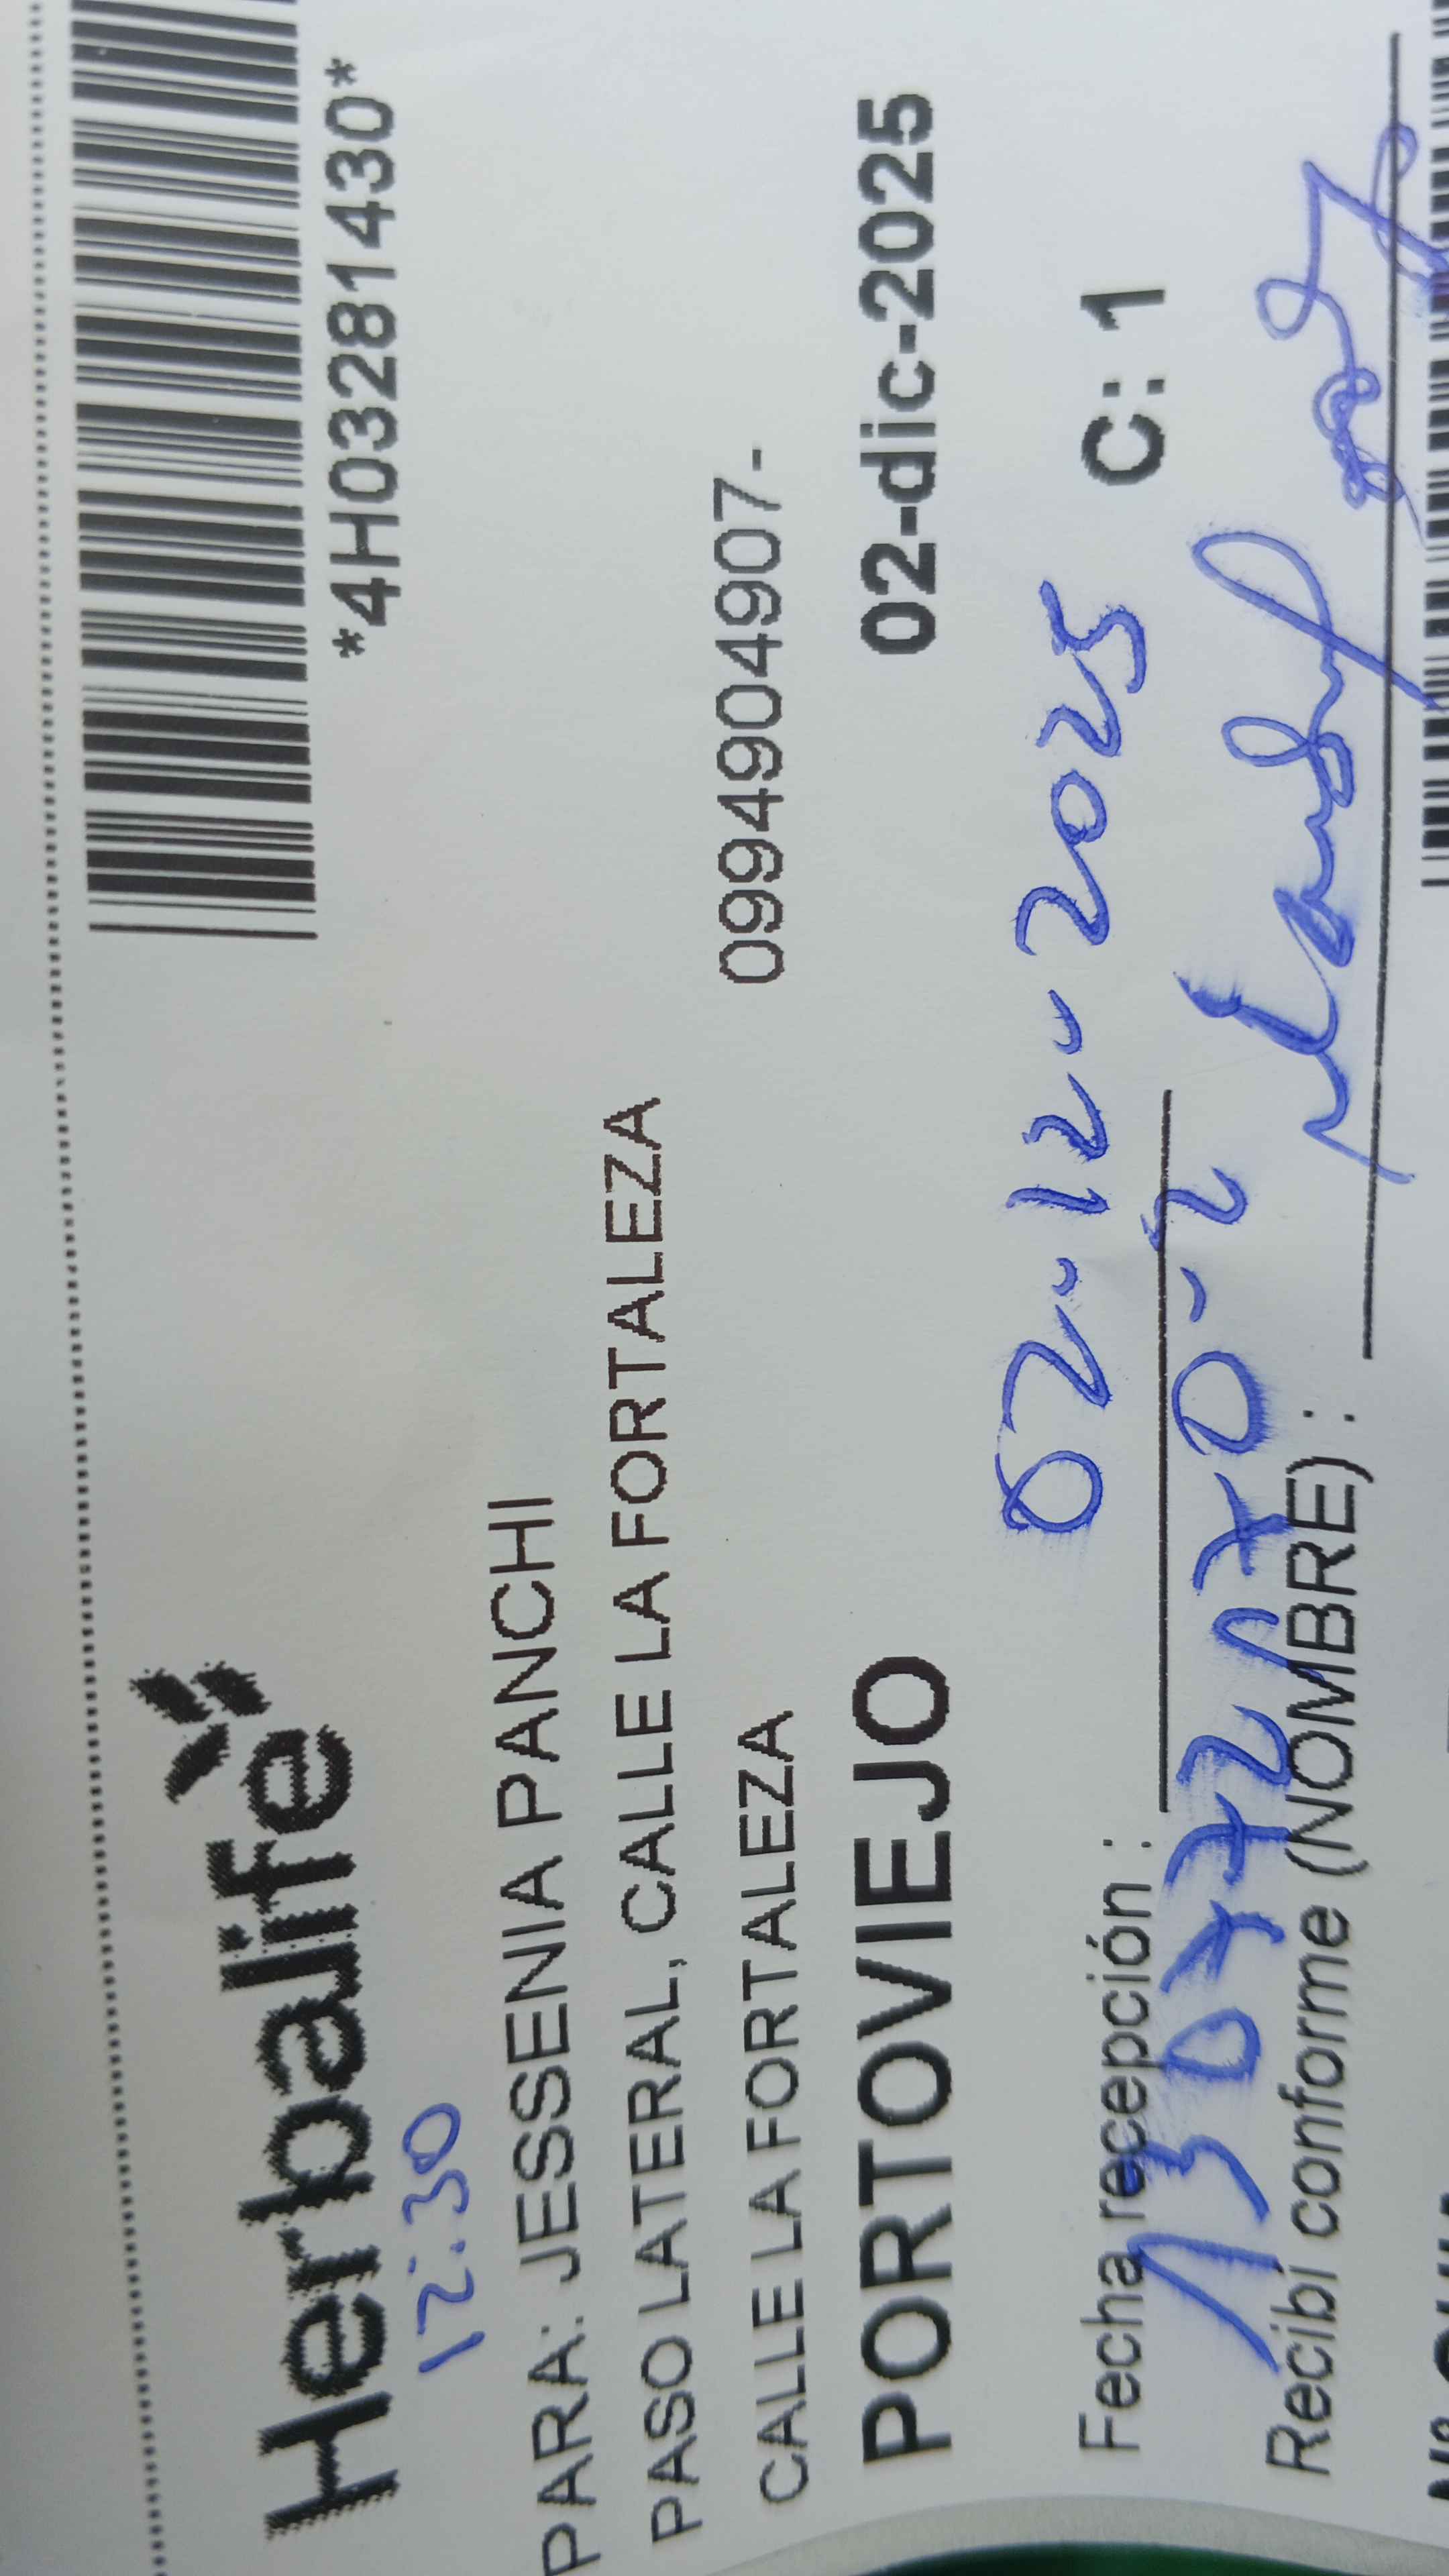 *4H03281430*
Herbalife
12:30
PARA: JESSENIA PANCHI
PASO LATERAL, CALLE LA FORTALEZA
CALLE LA FORTALEZA 0994904907-
PORTOVIEJO 02-dic-2025
02-12-2025
Fecha recepción : C: 1
Recibí conforme (NOMBRE) :